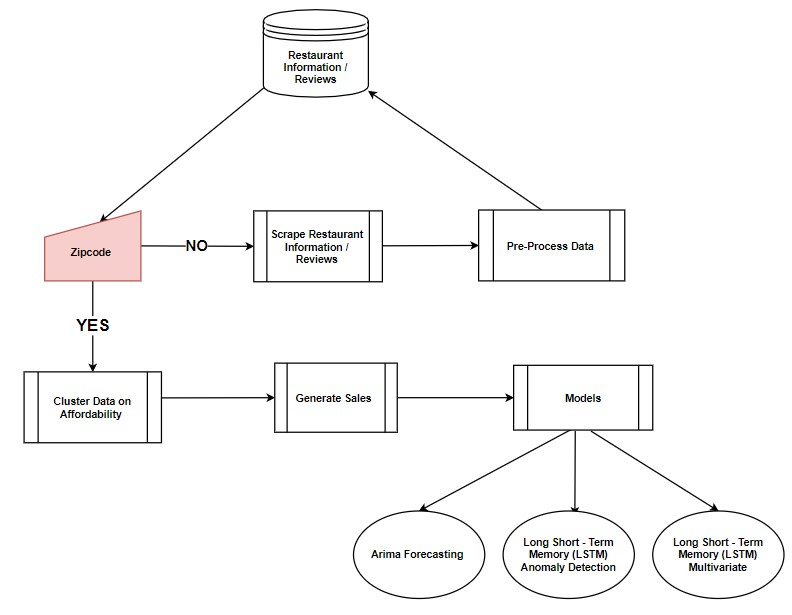 Restaurant
Information /
Reviews
Zipcode
NO
Scrape Restaurant
Information /
Reviews
Pre-Process Data
YES
Cluster Data on
Affordability
Generate Sales
Models
Arima Forecasting
Long Short - Term
Memory (LSTM)
Anomaly Detection
Long Short - Term
Memory (LSTM)
Multivariate